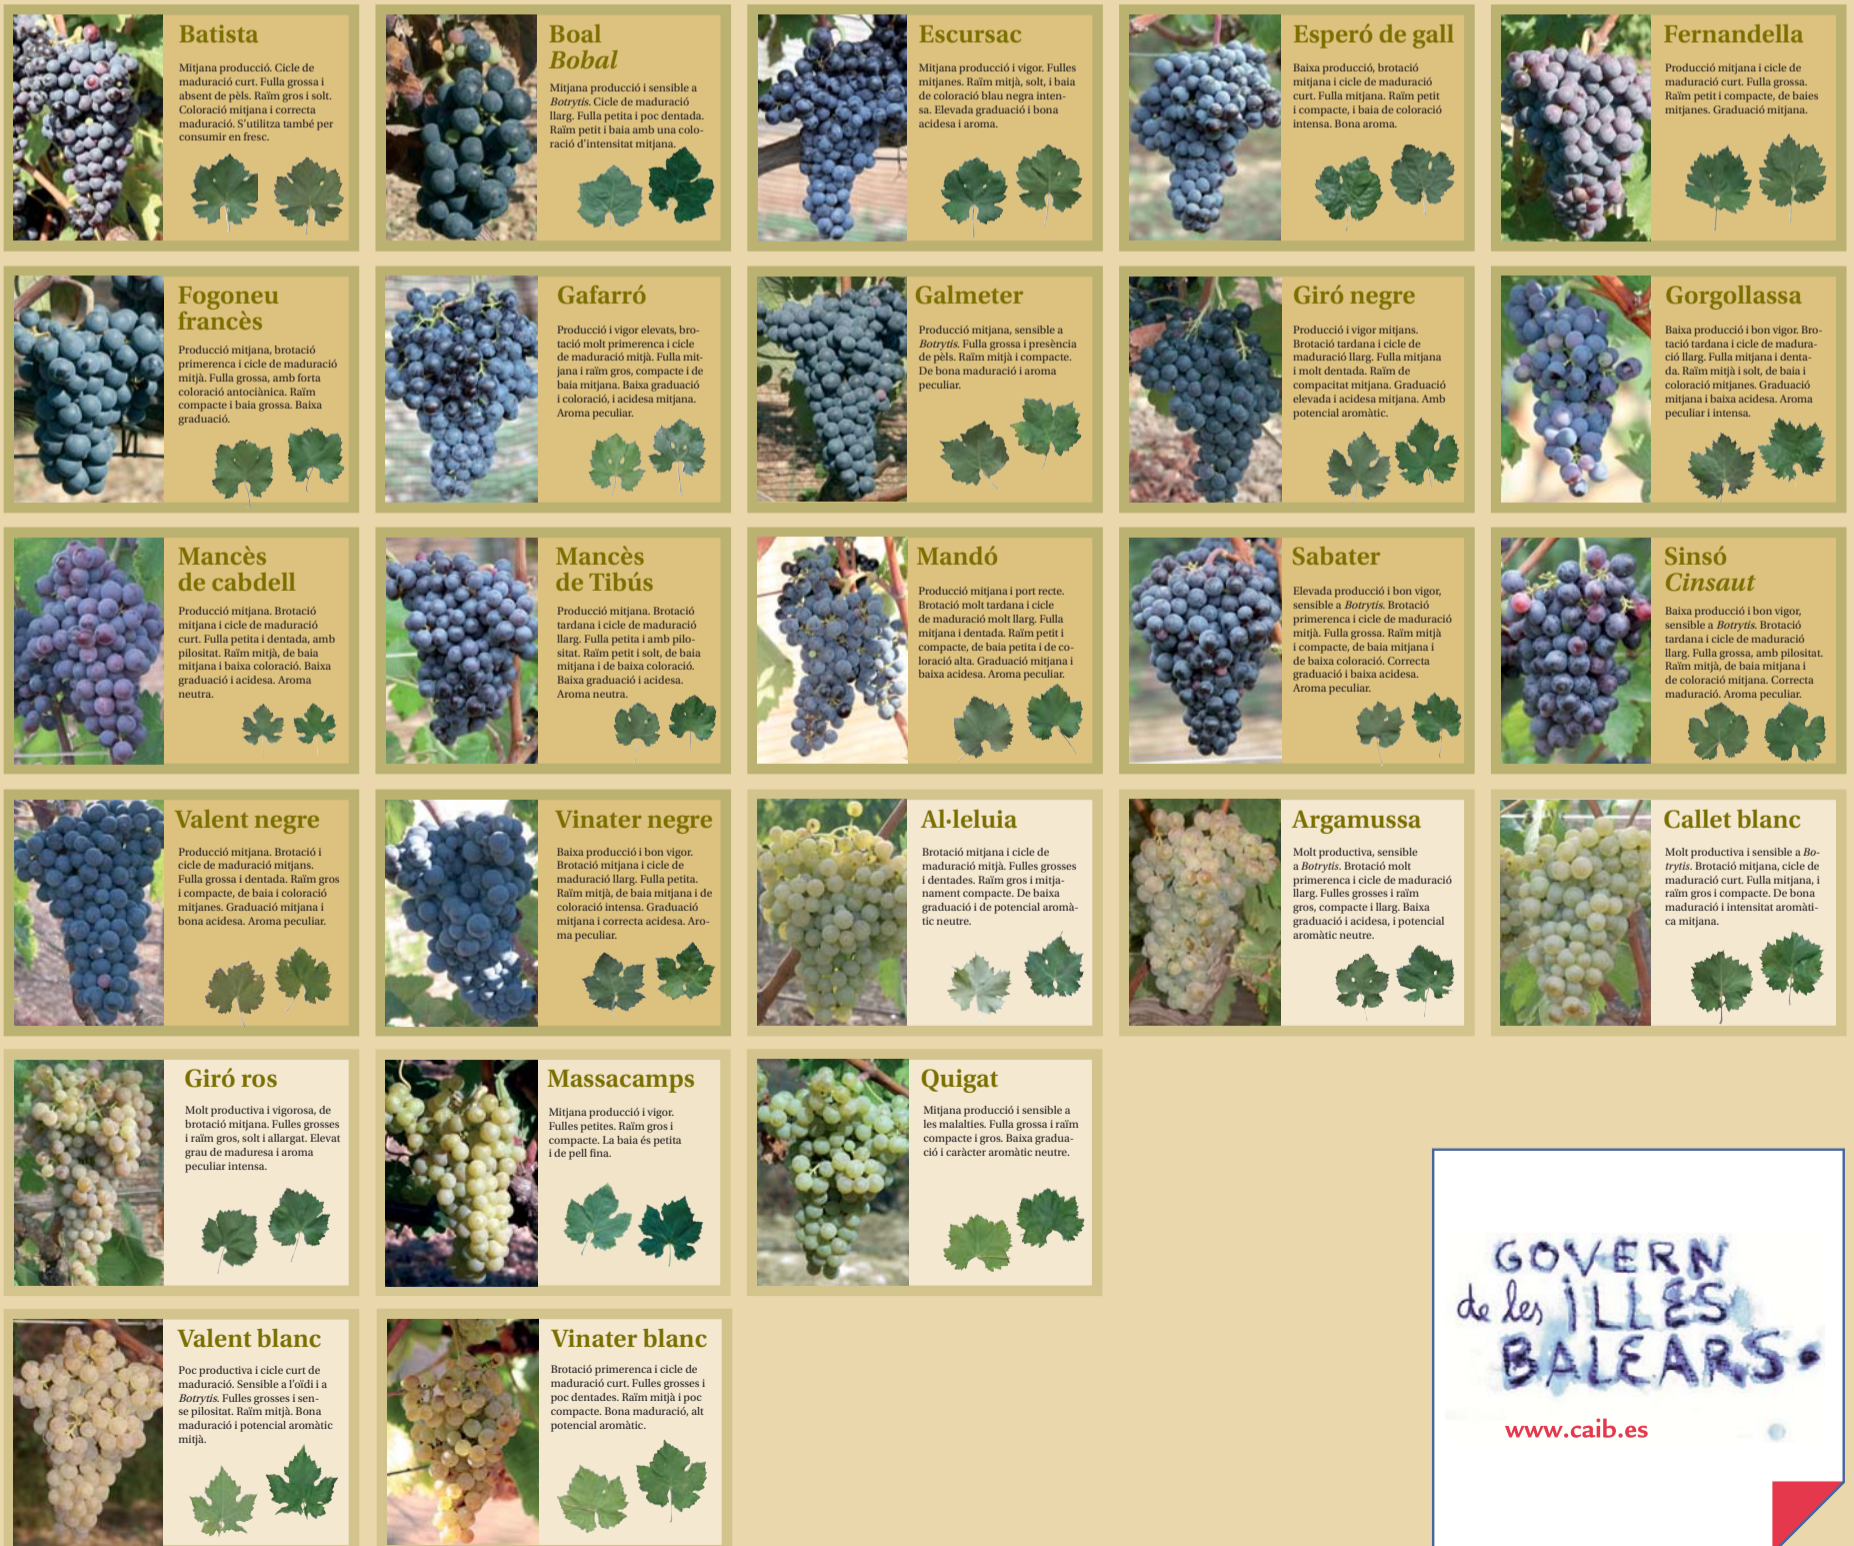 Batista
Mitjana producció. Cicle de
maduració curt. Fulla grossa i
absent de pèls. Raïm gros i solt.
Coloració mitjana i correcta
maduració. S'utilitza també per
consumir en fresc.
Boal
Bobal
Mitjana producció i sensible a
Botrytis. Cicle de maduració
llarg. Fulla petita i poc dentada.
Raïm petit i baia amb una colo-
ració d'intensitat mitjana.
Escursac
Mitjana producció i vigor. Fulles
mitjanes. Raïm mitjà, solt, i baia
de coloració blau negra inten-
sa. Elevada graduació i bona
acidesa i aroma.
Esperó de gall
Baixa producció, brotació
mitjana i cicle de maduració
curt. Fulla mitjana. Raïm petit
i compacte, i baia de coloració
intensa. Bona aroma.
Fernandella
Producció mitjana i cicle de
maduració curt. Fulla grossa.
Raïm petit i compacte, de baies
mitjanes. Graduació mitjana.
Fogoneu
francès
Producció mitjana, brotació
primerenca i cicle de maduració
mitjà. Fulla grossa, amb forta
coloració antociànica. Raïm
compacte i baia grossa. Baixa
graduació.
Gafarró
Producció i vigor elevats, bro-
tació molt primerenca i cicle
de maduració mitjà. Fulla mit-
jana i raïm gros, compacte i de
baia mitjana. Baixa graduació
i coloració, i acidesa mitjana.
Aroma peculiar.
Galmeter
Producció mitjana, sensible a
Botrytis. Fulla grossa i presència
de pèls. Raïm mitjà i compacte.
De bona maduració i aroma
peculiar.
Giró negre
Producció i vigor mitjans.
Brotació tardana i cicle de
maduració llarg. Fulla mitjana
i molt dentada. Raïm de
compacitat mitjana. Graduació
elevada i acidesa mitjana. Amb
potencial aromàtic.
Gorgollassa
Baixa producció i bon vigor. Bro-
tació tardana i cicle de madura-
ció llarg. Fulla mitjana i denta-
da. Raïm mitjà i solt, de baia i
coloració mitjanes. Graduació
mitjana i baixa acidesa. Aroma
peculiar i intensa.
Mancès
de cabdell
Producció mitjana. Brotació
mitjana i cicle de maduració
curt. Fulla petita i dentada, amb
pilositat. Raïm mitjà, de baia
mitjana i baixa coloració. Baixa
graduació i acidesa. Aroma
neutra.
Mancès
de Tibús
Producció mitjana. Brotació
tardana i cicle de maduració
llarg. Fulla petita i amb pilo-
sitat. Raïm petit i solt, de baia
mitjana i de baixa coloració.
Baixa graduació i acidesa.
Aroma neutra.
Mandó
Producció mitjana i port recte.
Brotació molt tardana i cicle
de maduració molt llarg. Fulla
mitjana i dentada. Raïm petit i
compacte, de baia petita i de co-
loració alta. Graduació mitjana i
baixa acidesa. Aroma peculiar.
Sabater
Elevada producció i bon vigor,
sensible a Botrytis. Brotació
primerenca i cicle de maduració
mitjà. Fulla grossa. Raïm mitjà
i compacte, de baia mitjana i
de baixa coloració. Correcta
graduació i baixa acidesa.
Aroma peculiar.
Sinsó
Cinsaut
Baixa producció i bon vigor,
sensible a Botrytis. Brotació
tardana i cicle de maduració
llarg. Fulla grossa, amb pilositat.
Raïm mitjà, de baia mitjana i
de coloració mitjana. Correcta
maduració. Aroma peculiar.
Valent negre
Producció mitjana. Brotació i
cicle de maduració mitjans.
Fulla grossa i dentada. Raïm gros
i compacte, de baia i coloració
mitjanes. Graduació mitjana i
bona acidesa. Aroma peculiar.
Vinater negre
Baixa producció i bon vigor.
Brotació mitjana i cicle de
maduració llarg. Fulla petita.
Raïm mitjà, de baia mitjana i de
coloració intensa. Graduació
mitjana i correcta acidesa. Aro-
ma peculiar.
Al·leluia
Brotació mitjana i cicle de
maduració mitjà. Fulles grosses
i dentades. Raïm gros i mitja-
nament compacte. De baixa
graduació i de potencial aromà-
tic neutre.
Argamussa
Molt productiva, sensible
a Botrytis. Brotació molt
primerenca i cicle de maduració
llarg. Fulles grosses i raïm
gros, compacte i llarg. Baixa
graduació i acidesa, i potencial
aromàtic neutre.
Callet blanc
Molt productiva i sensible a Bo-
trytis. Brotació mitjana, cicle de
maduració curt. Fulla mitjana, i
raïm gros i compacte. De bona
maduració i intensitat aromàti-
ca mitjana.
Giró ros
Molt productiva i vigorosa, de
brotació mitjana. Fulles grosses
i raïm gros, solt i allargat. Elevat
grau de maduresa i aroma
peculiar intensa.
Massacamps
Mitjana producció i vigor.
Fulles petites. Raïm gros i
compacte. La baia és petita
i de pell fina.
Quigat
Mitjana producció i sensible a
les malalties. Fulla grossa i raïm
compacte i gros. Baixa gradua-
ció i caràcter aromàtic neutre.
Valent blanc
Poc productiva i cicle curt de
maduració. Sensible a l'oïdi i a
Botrytis. Fulles grosses i sen-
se pilositat. Raïm mitjà. Bona
maduració i potencial aromàtic
mitjà.
Vinater blanc
Brotació primerenca i cicle de
maduració curt. Fulles grosses i
poc dentades. Raïm mitjà i poc
compacte. Bona maduració, alt
potencial aromàtic.
GOVERN
de les ILLES
BALEARS.
www.caib.es